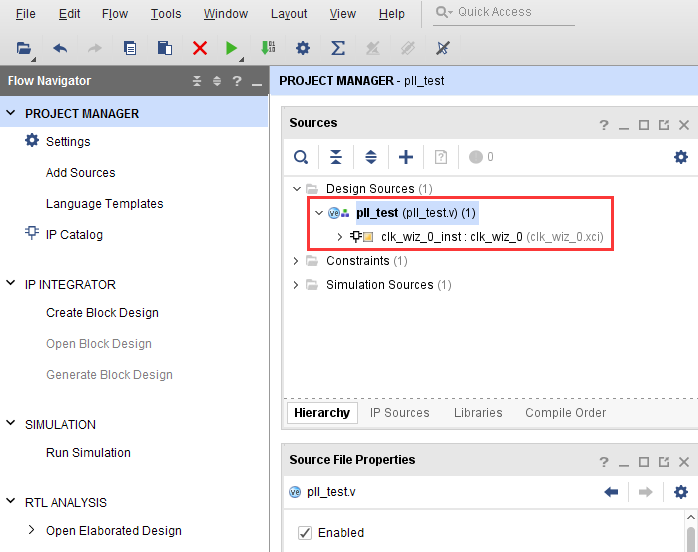 File Edit Flow Tools Window Layout View Help Quick Access
Flow Navigator
PROJECT MANAGER
Settings
Add Sources
Language Templates
IP Catalog
IP INTEGRATOR
Create Block Design
Open Block Design
Generate Block Design
SIMULATION
Run Simulation
RTL ANALYSIS
Open Elaborated Design
PROJECT MANAGER - pll_test
Sources
0
Design Sources (1)
pll_test (pll_test.v) (1)
clk_wiz_0_inst : clk_wiz_0 (clk_wiz_0.xci)
Constraints (1)
Simulation Sources (1)
Hierarchy IP Sources Libraries Compile Order
Source File Properties
pll_test.v
Enabled